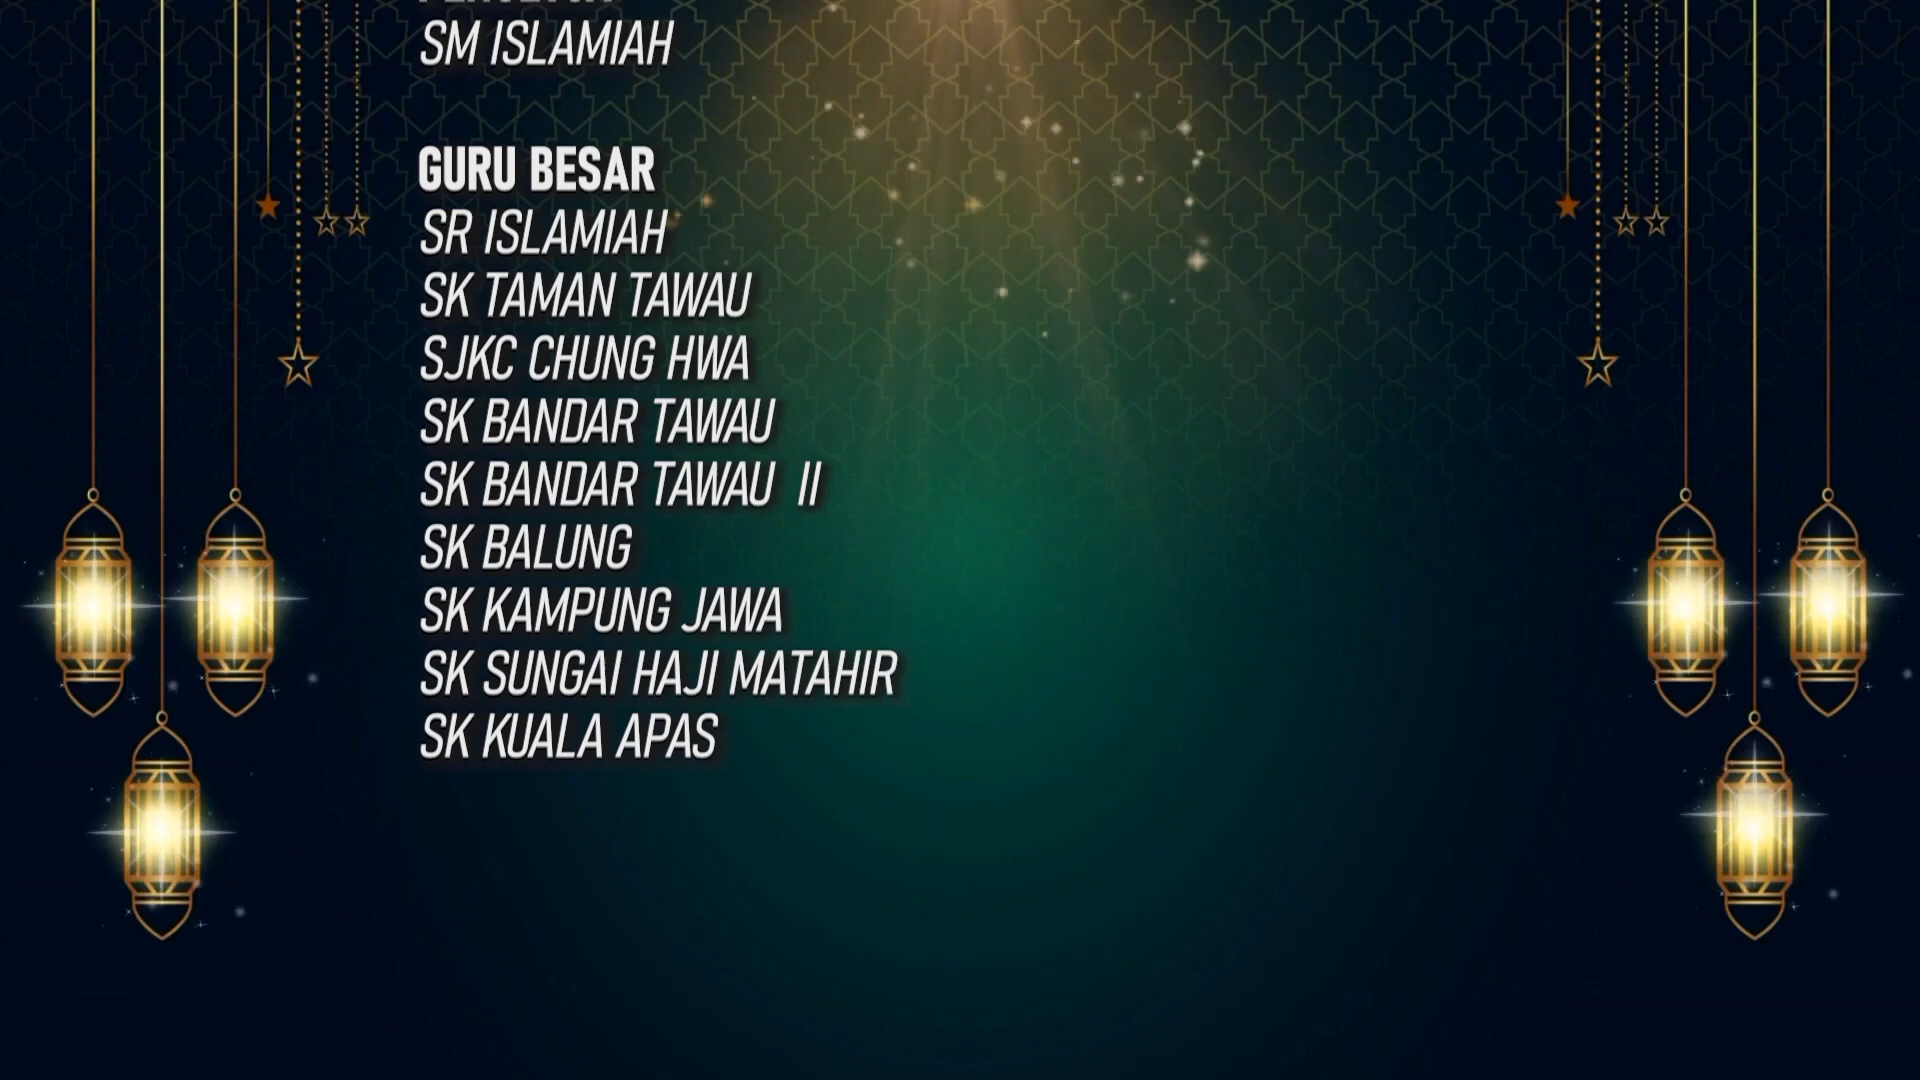 SM ISLAMIAH
GURU BESAR
SR ISLAMIAH
SK TAMAN TAWAU
SJKC CHUNG HWA
SK BANDAR TAWAU
SK BANDAR TAWAU II
SK BALUNG
SK KAMPUNG JAWA
SK SUNGAI HAJI MATAHIR
SK KUALA APAS